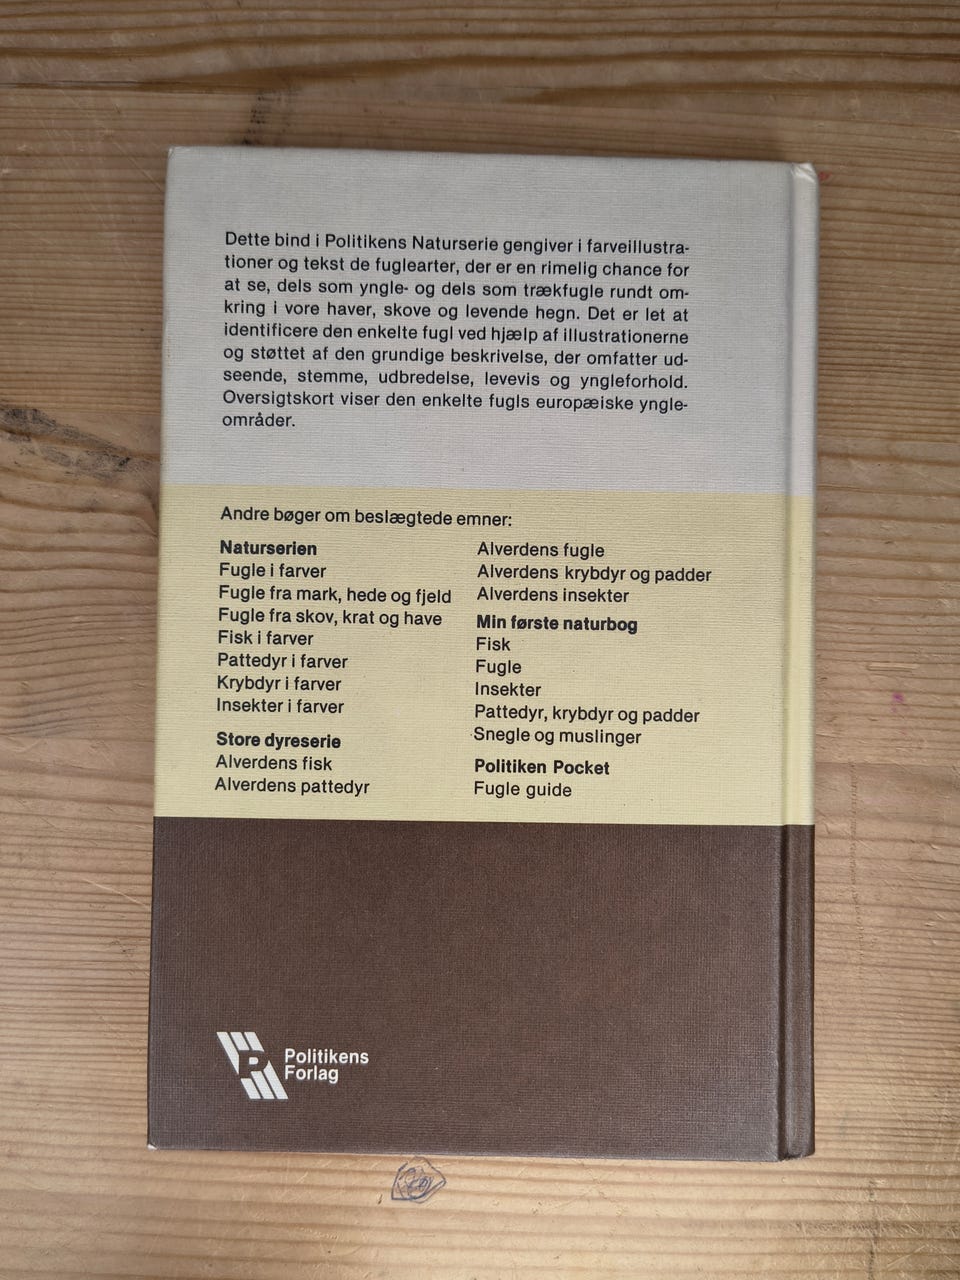 Dette bind i Politikens Naturserie gengiver i farveillustra-
tioner og tekst de fuglearter, der er en rimelig chance for
at se, dels som yngle- og dels som trækfugle rundt om-
kring i vore haver, skove og levende hegn. Det er let at
identificere den enkelte fugl ved hjælp af illustrationerne
og støttet af den grundige beskrivelse, der omfatter ud-
seende, stemme, udbredelse, levevis og yngleforhold.
Oversigtskort viser den enkelte fugls europæiske yngle-
områder.
Andre bøger om beslægtede emner:
Naturserien
Fugle i farver
Fugle fra mark, hede og fjeld
Fugle fra skov, krat og have
Fisk i farver
Pattedyr i farver
Krybdyr i farver
Insekter i farver
Store dyreserie
Alverdens fisk
Alverdens pattedyr
Alverdens fugle
Alverdens krybdyr og padder
Alverdens insekter
Min første naturbog
Fisk
Fugle
Insekter
Pattedyr, krybdyr og padder
Snegle og muslinger
Politiken Pocket
Fugle guide
P
Politikens
Forlag